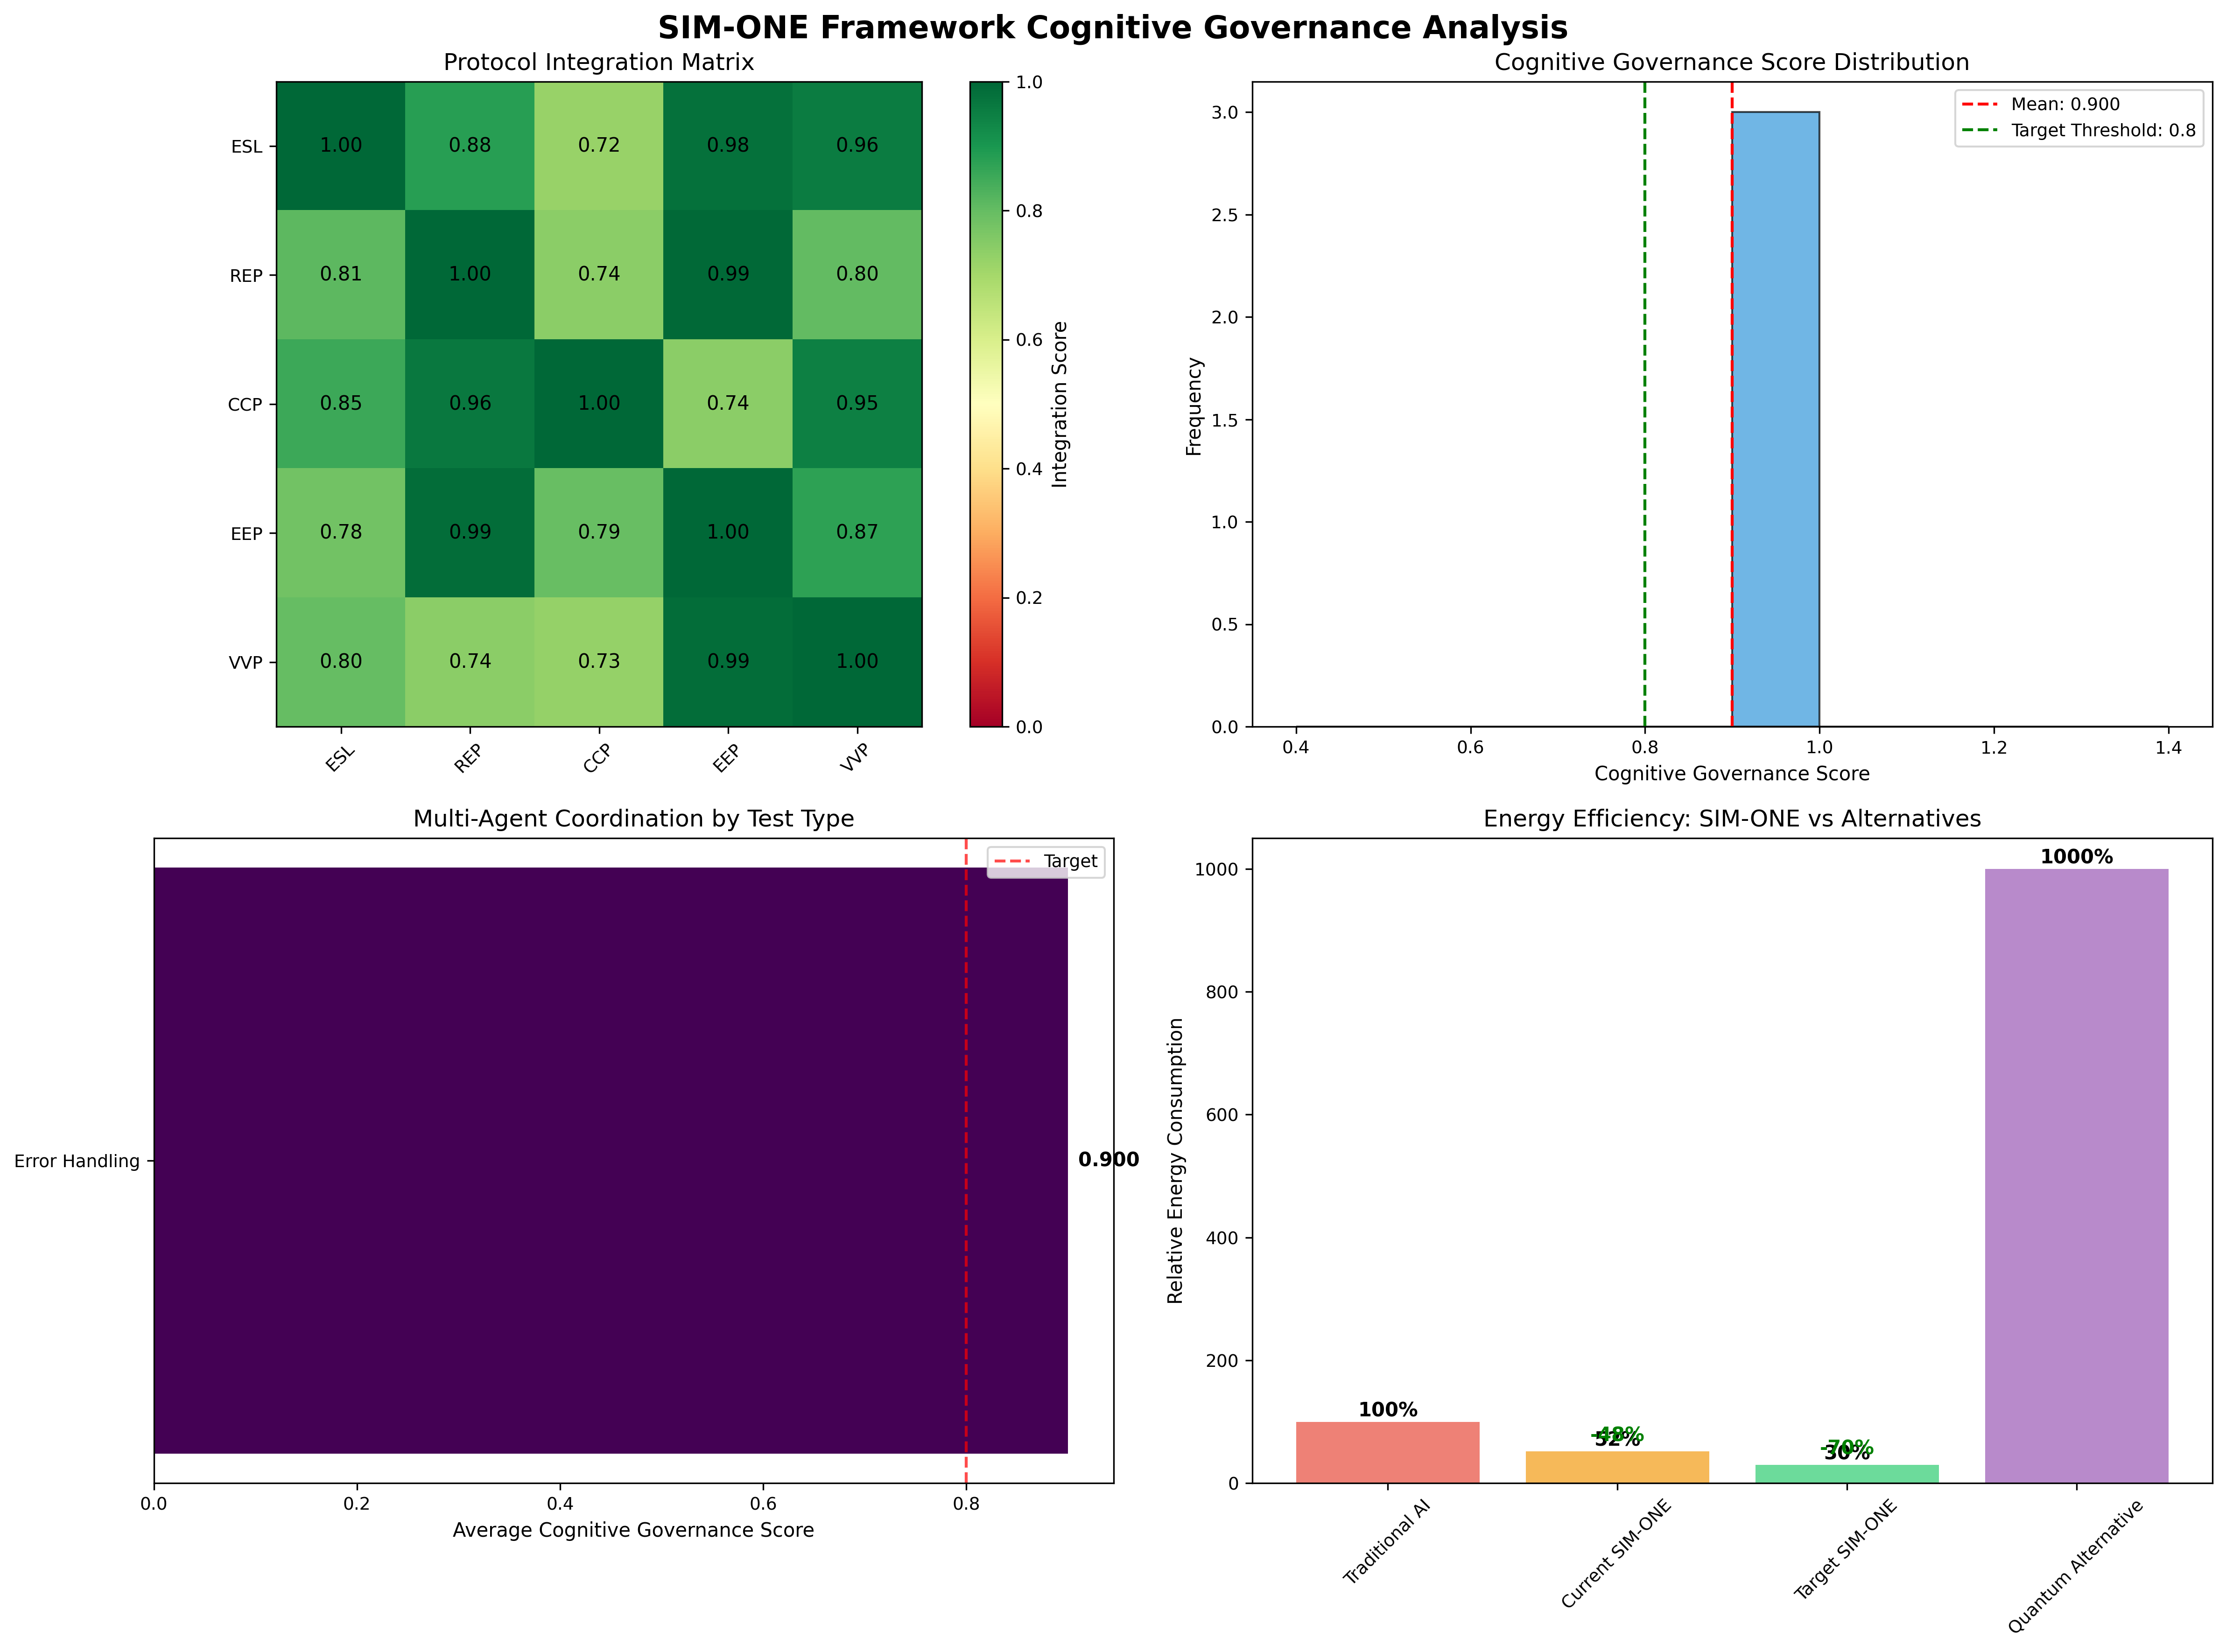 SIM-ONE Framework Cognitive Governance Analysis
Protocol Integration Matrix
ESL 1.00 0.88 0.72 0.98 0.96
REP 0.81 1.00 0.74 0.99 0.80
CCP 0.85 0.96 1.00 0.74 0.95
EEP 0.78 0.99 0.79 1.00 0.87
VVP 0.80 0.74 0.73 0.99 1.00
ESL REP CCP EEP VVP
1.0
0.8
0.6
0.4
0.2
0.0
Integration Score
Cognitive Governance Score Distribution
Mean: 0.900
Target Threshold: 0.8
3.0
2.5
2.0
1.5
1.0
0.5
0.0
Frequency
0.4 0.6 0.8 1.0 1.2 1.4
Cognitive Governance Score
Multi-Agent Coordination by Test Type
Target
Error Handling
0.900
0.0 0.2 0.4 0.6 0.8
Average Cognitive Governance Score
Energy Efficiency: SIM-ONE vs Alternatives
1000
800
600
400
200
0
Relative Energy Consumption
100%
-48%
52%
-70%
30%
1000%
Traditional AI
Current SIM-ONE
Target SIM-ONE
Quantum Alternative